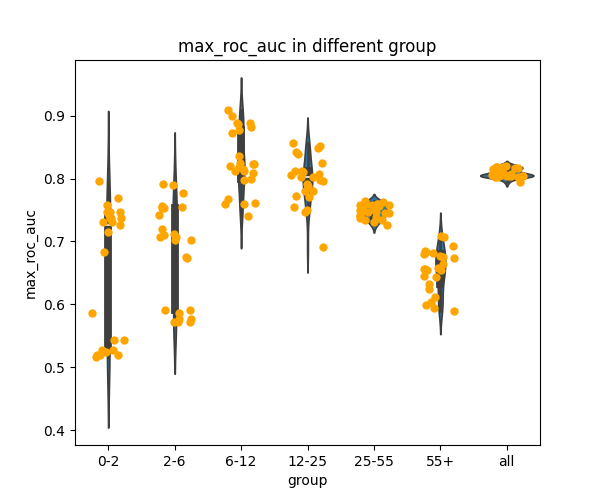 max_roc_auc in different group
max_roc_auc
0.9
0.8
0.7
0.6
0.5
0.4
0-2 2-6 6-12 12-25 25-55 55+ all
group